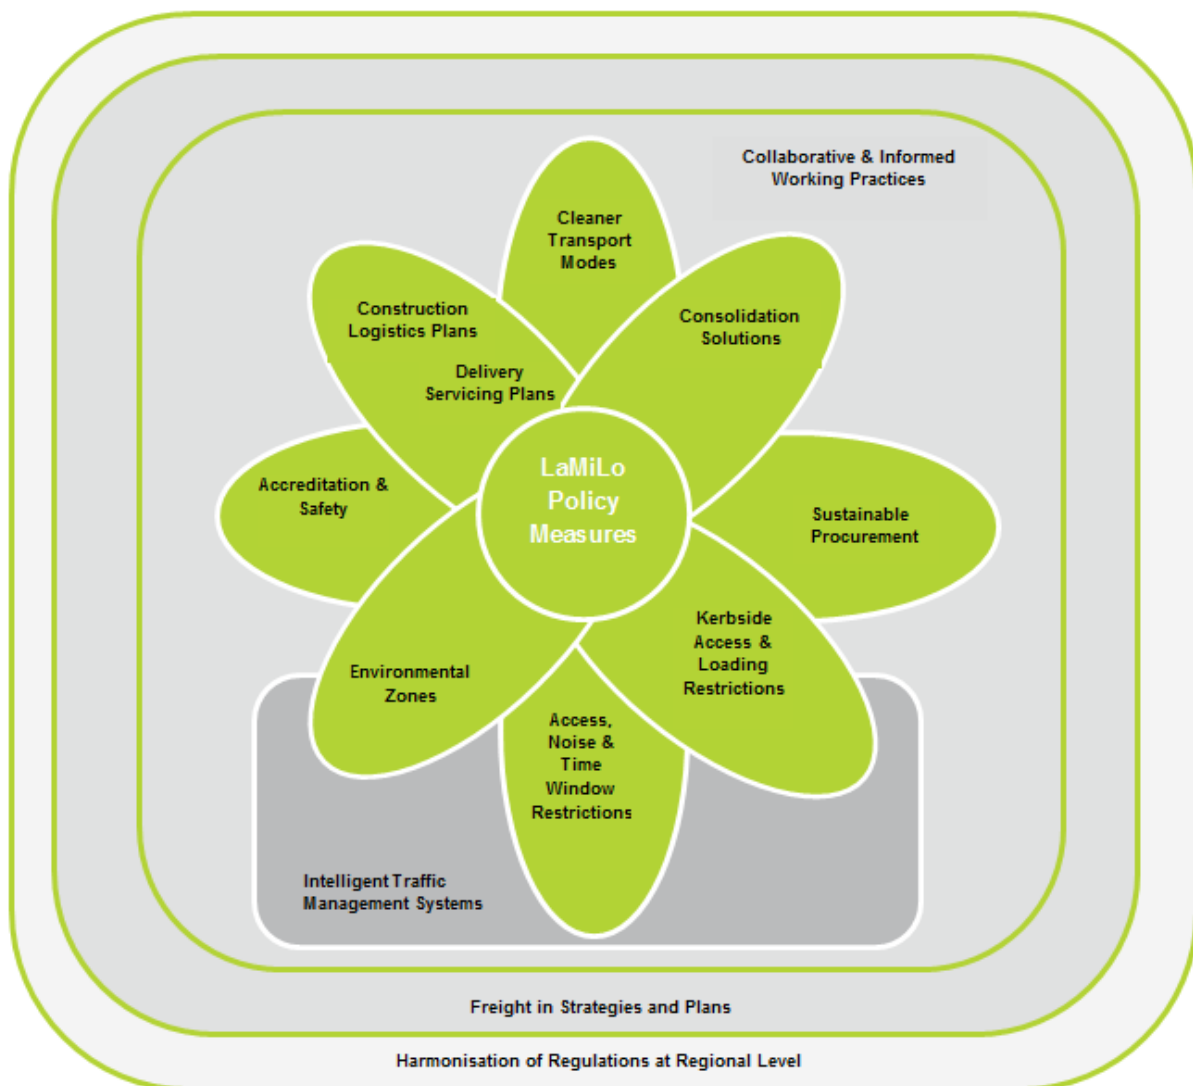 Collaborative & Informed
Working Practices
Cleaner
Transport
Modes
Construction
Logistics Plans
Delivery
Servicing Plans
Consolidation
Solutions
LaMiLo
Policy
Measures
Accreditation &
Safety
Sustainable
Procurement
Kerbside
Access &
Loading
Restrictions
Environmental
Zones
Access,
Noise &
Time
Window
Restrictions
Intelligent Traffic
Management Systems
Freight in Strategies and Plans
Harmonisation of Regulations at Regional Level